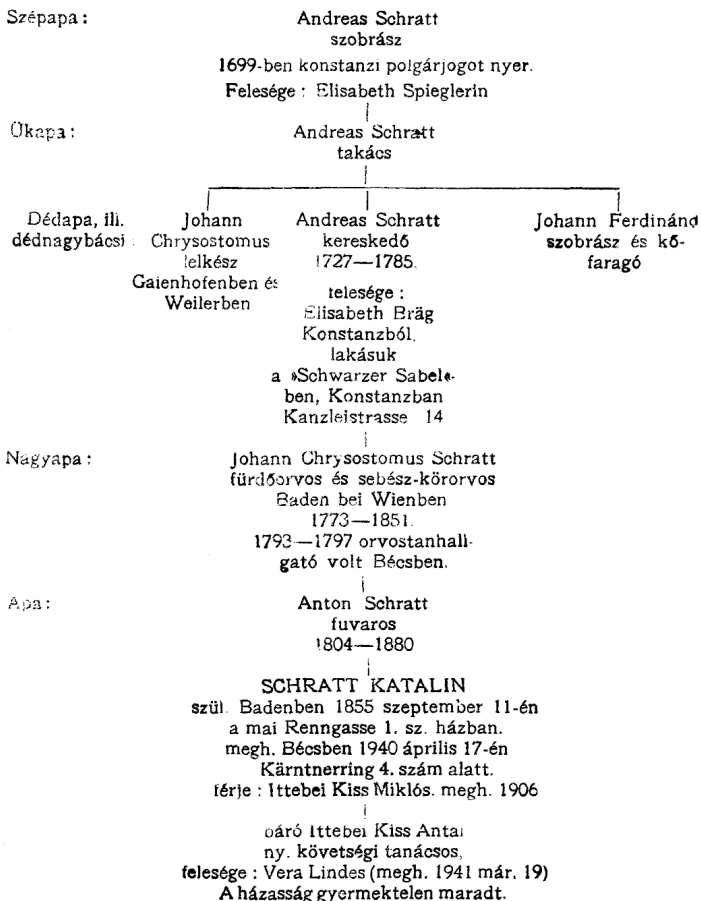 Szépapa: Andreas Schratt
szobrász
1699-ben konstanzi polgárjogot nyer.
Felesége: Elisabeth Spieglerin
Ükapa: Andreas Schratt
takács
Dédapa, ill.
dédnagybácsi:
Johann
Chrysostomus
lelkész
Gaienhofenben és
Weilerben
Andreas Schratt
kereskedő
1727—1785.
felesége:
Elisabeth Bräg
Konstanzból.
lakásuk
a »Schwarzer Sabel«-
ben, Konstanzban
Kanzleistrasse 14
Johann Ferdinánd
szobrász és kő-
faragó
Nagyapa: Johann Chrysostomus Schratt
fürdőorvos és sebész-körorvos
Baden bei Wienben
1773—1851.
1793—1797 orvostanhall-
gató volt Bécsben.
Apa: Anton Schratt
fuvaros
1804—1880
SCHRATT KATALIN
szül. Badenben 1855 szeptember 11-én
a mai Renngasse 1. sz. házban.
megh. Bécsben 1940 április 17-én
Kärntnerring 4. szám alatt.
férje: Ittebei Kiss Miklós. megh. 1906
báró Ittebei Kiss Antal
ny. követségi tanácsos,
felesége: Vera Lindes (megh. 1941 már. 19)
A házasság gyermektelen maradt.